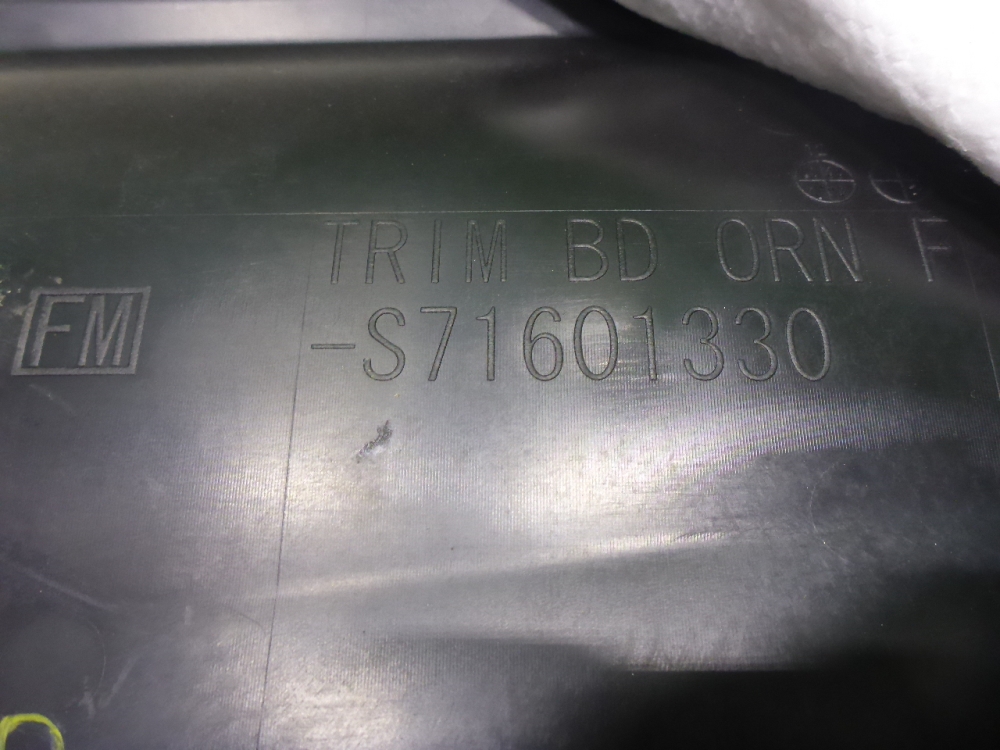 TRIM BD ORN F
FM
-S71601330